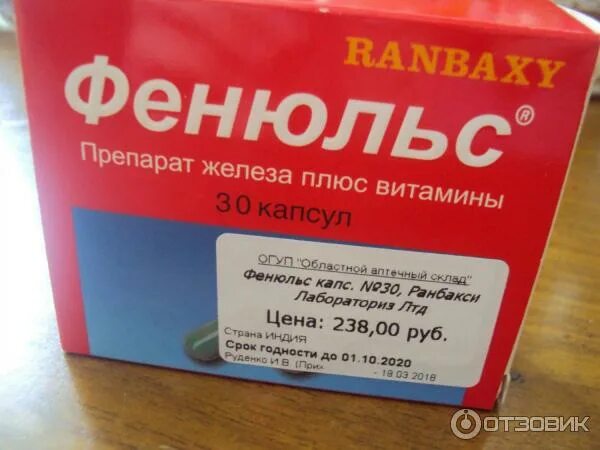 RANBAXY
Фенюльс®
Препарат железа плюс витамины
30 капсул
ОГУП "Областной аптечный склад"
Фенюльс капс. №30, Ранбакси
Лабораториз Лтд
Цена: 238,00 руб.
Страна ИНДИЯ
Срок годности до 01.10.2020
Руденко И.В. (При - 19.03.2018
ОТЗОВИК